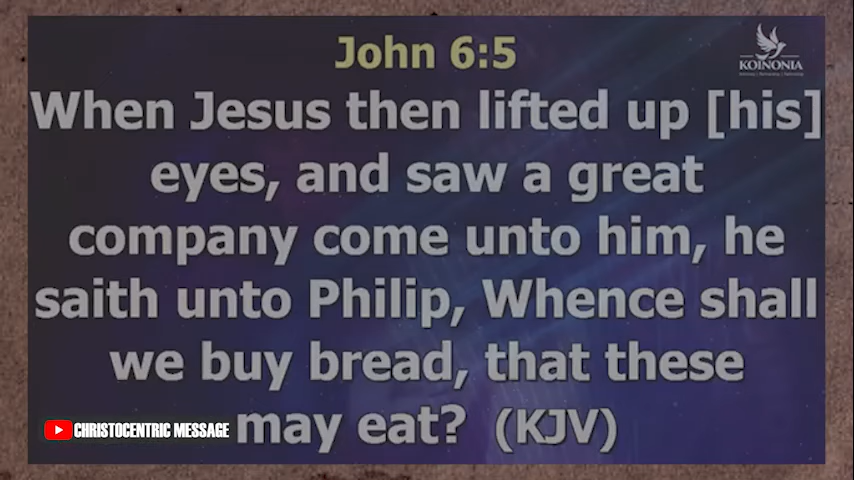 John 6:5
KOINONIA
When Jesus then lifted up [his]
eyes, and saw a great
company come unto him, he
saith unto Philip, Whence shall
we buy bread, that these
may eat? (KJV)
CHRISTOCENTRIC MESSAGE